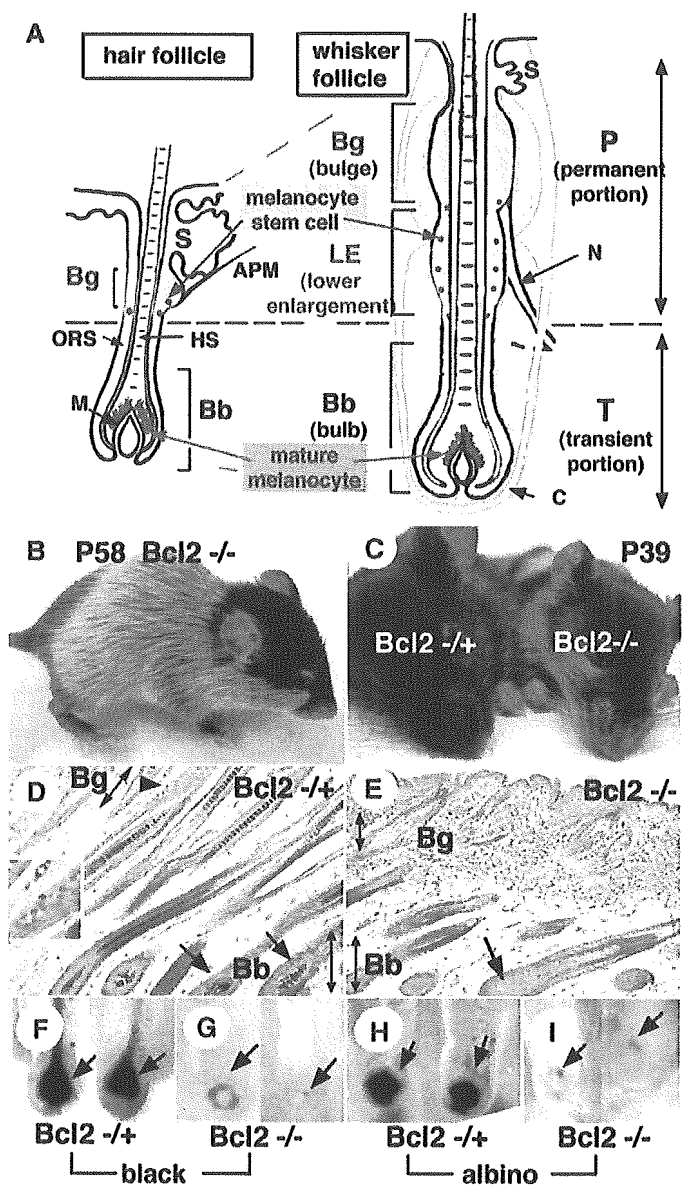 A
hair follicle
whisker
follicle
S
Bg
(bulge)
P
(permanent
portion)
melanocyte
stem cell
S
Bg
APM
LE
(lower
enlargement)
N
ORS
HS
M
Bb
Bb
(bulb)
T
(transient
portion)
mature
melanocyte
C
B P58 Bcl2 -/-
C P39
Bcl2 -/+
Bcl2-/-
D Bg Bcl2 -/+
Bb
E Bcl2 -/-
Bg
Bb
F
G
H
I
Bcl2 -/+
Bcl2 -/-
Bcl2 -/+
Bcl2 -/-
black
albino